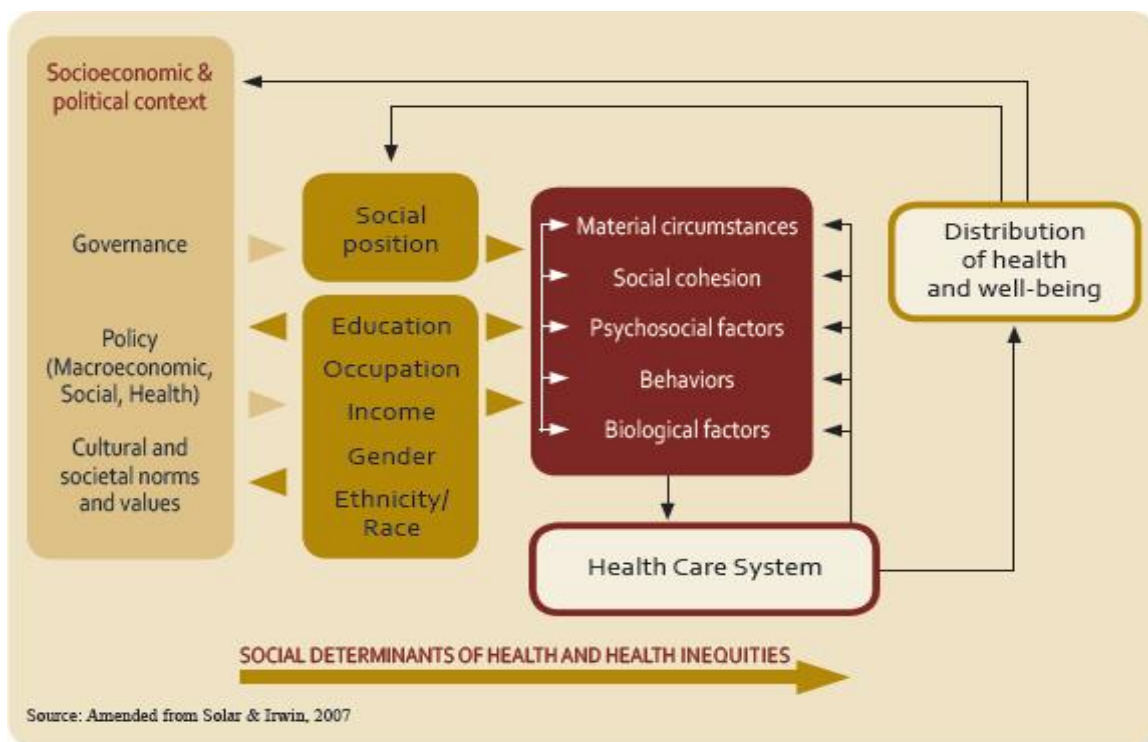 Socioeconomic &
political context
Governance
Policy
(Macroeconomic,
Social, Health)
Cultural and
societal norms
and values
Social
position
Education
Occupation
Income
Gender
Ethnicity/
Race
Material circumstances
Social cohesion
Psychosocial factors
Behaviors
Biological factors
Health Care System
Distribution
of health
and well-being
SOCIAL DETERMINANTS OF HEALTH AND HEALTH INEQUITIES
Source: Amended from Solar & Irwin, 2007